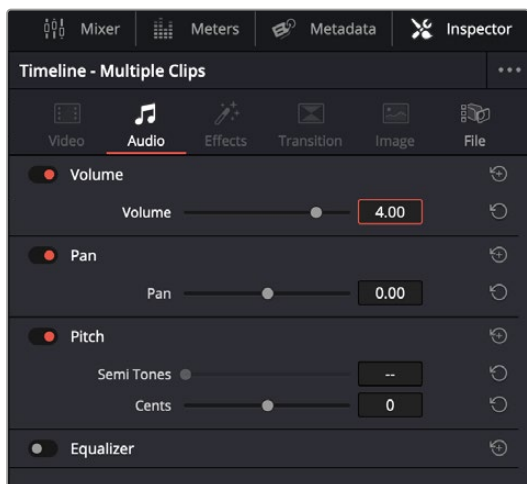 Mixer Meters Metadata Inspector
Timeline - Multiple Clips
Video Audio Effects Transition Image File
Volume
Volume 4.00
Pan
Pan 0.00
Pitch
Semi Tones --
Cents 0
Equalizer